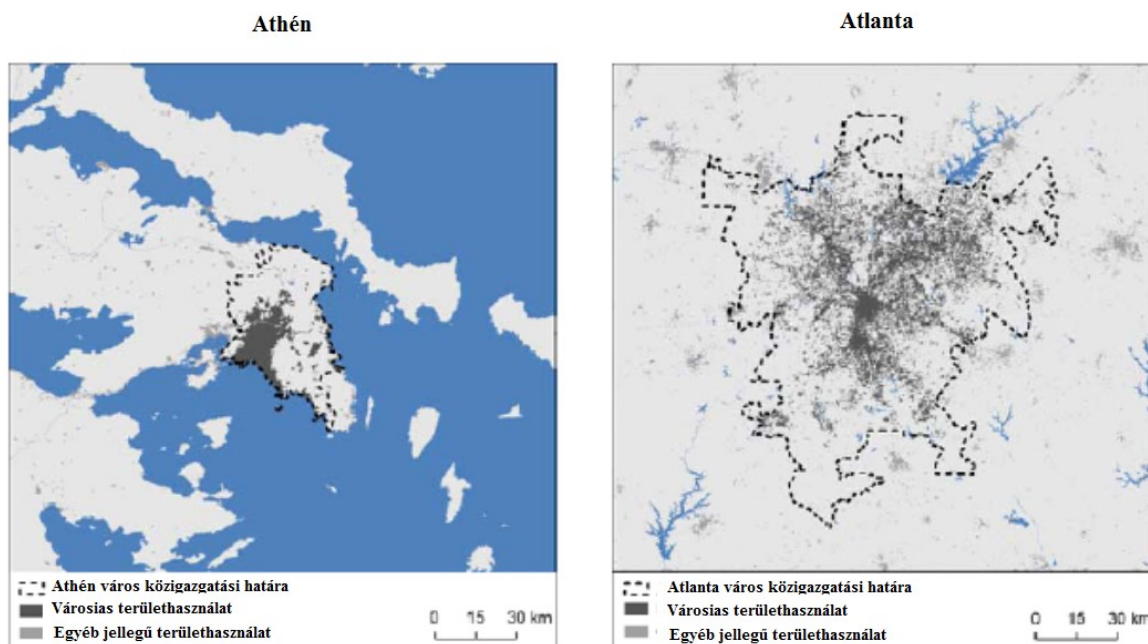 Athén
Atlanta
Athén város közigazgatási határa
Városias területhasználat
Egyéb jellegű területhasználat
0 15 30 km
Atlanta város közigazgatási határa
Városias területhasználat
Egyéb jellegű területhasználat
0 15 30 km